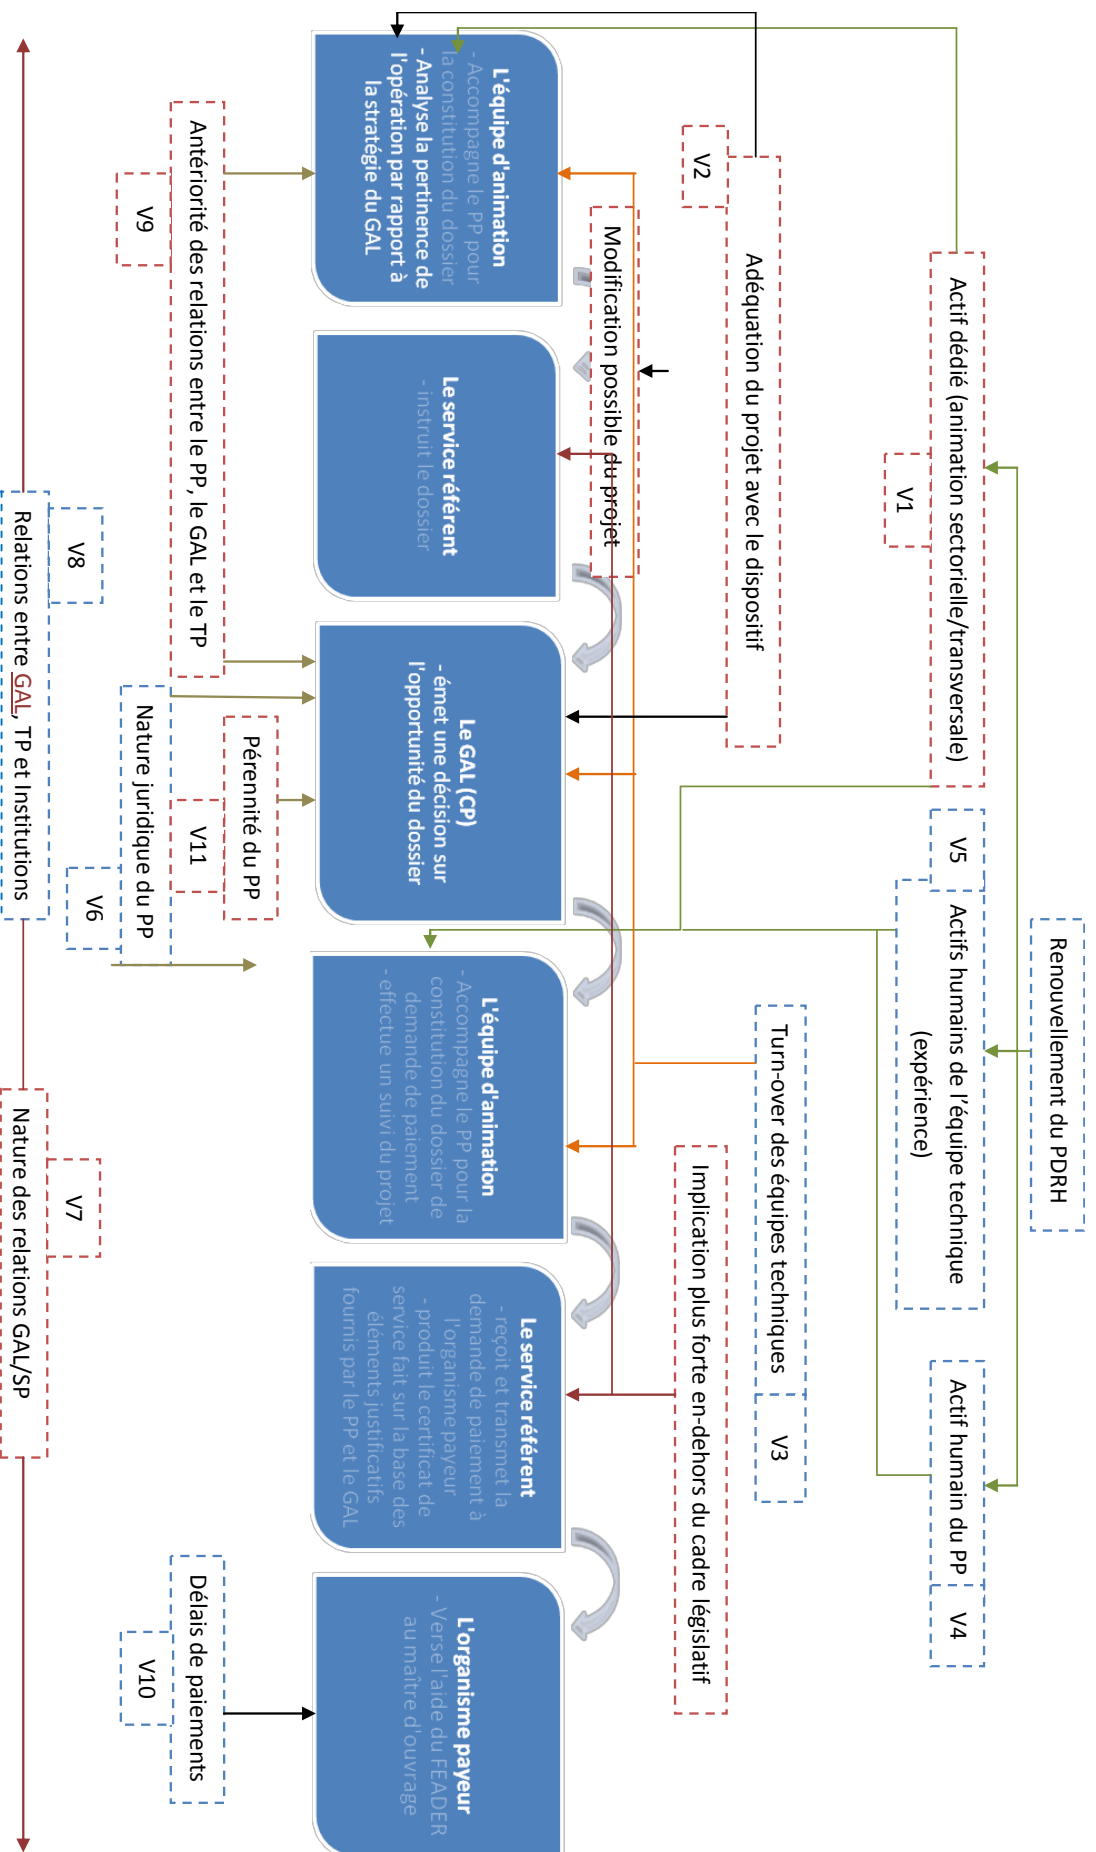 Renouvellement du PDRH
Actif dédié (animation sectorielle/transversale)
V1
V5
Actifs humains de l'équipe technique
(expérience)
Actif humain du PP
V4
Adéquation du projet avec le dispositif
V2
Turn-over des équipes techniques
V3
Implication plus forte en-dehors du cadre législatif
Modification possible du projet
L'équipe d'animation
- Accompagne le PP pour
la constitution du dossier
- Analyse la pertinence de
l'opération par rapport à
la stratégie du GAL
Le service référent
- instruit le dossier
Le GAL (CP)
- émet une décision sur
l'opportunité du dossier
L'équipe d'animation
- Accompagne le PP pour la
constitution du dossier de
demande de paiement
- effectue un suivi du projet
Le service référent
- reçoit et transmet la
demande de paiement à
l'organisme payeur
- produit le certificat de
service fait sur la base des
éléments justificatifs
fournis par le PP et le GAL
L'organisme payeur
- Verse l'aide du FEADER
au maître d'ouvrage
Antériorité des relations entre le PP, le GAL et le TP
V9
Pérennité du PP
V11
Nature juridique du PP
V6
Délais de paiements
V10
V8
Relations entre GAL, TP et Institutions
V7
Nature des relations GAL/SP